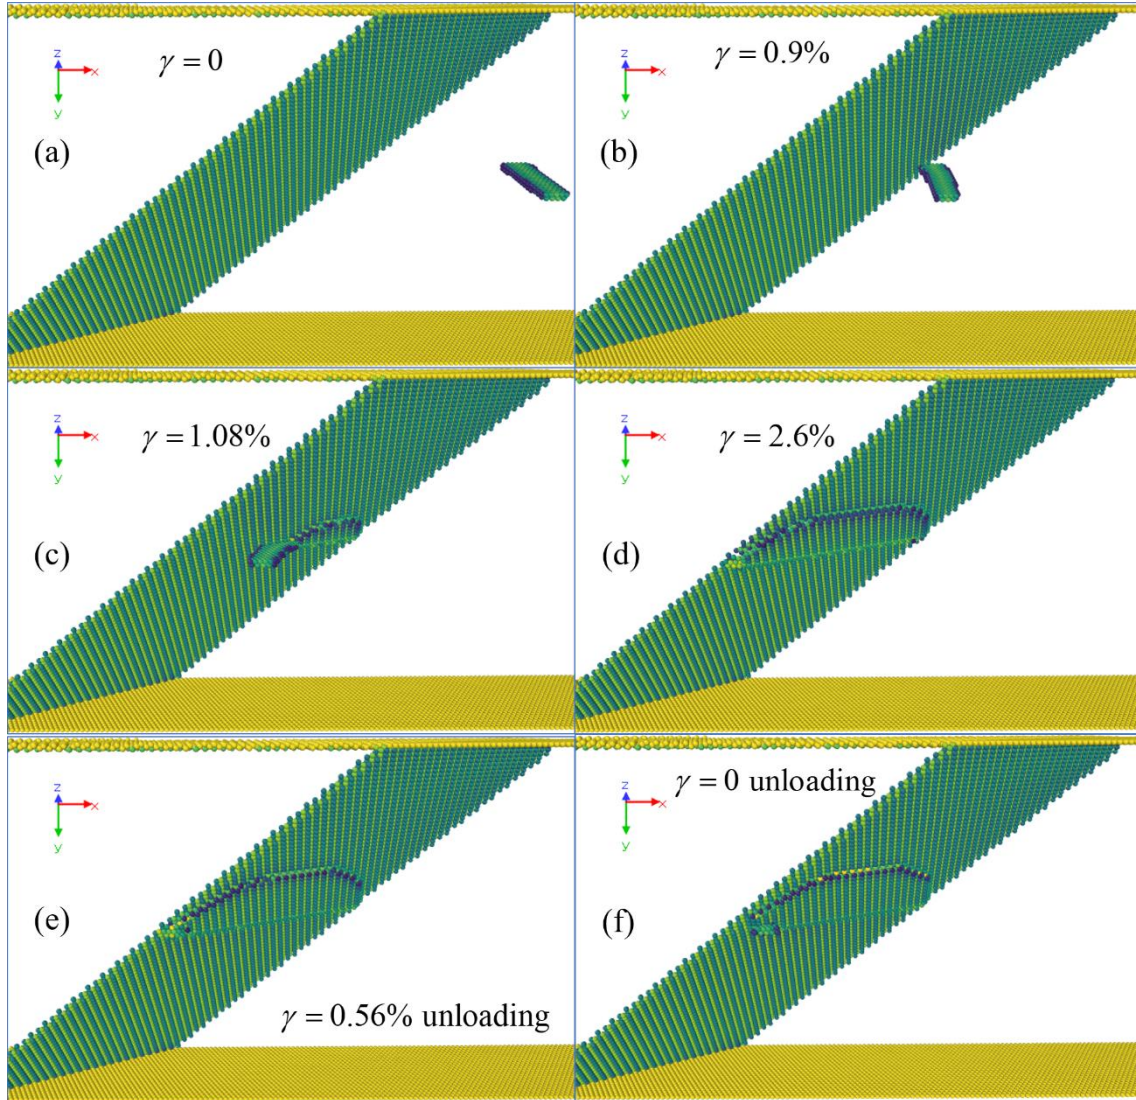 z
γ = 0
x
y
(a)
z
γ = 0.9%
x
y
(b)
z
γ = 1.08%
x
y
(c)
z
γ = 2.6%
x
y
(d)
z
x
y
(e)
γ = 0.56% unloading
γ = 0 unloading
z
x
y
(f)